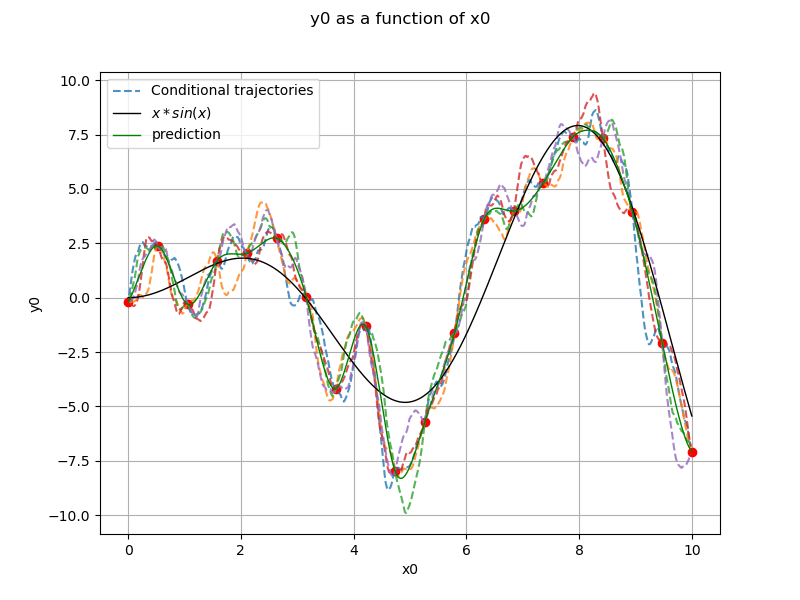 y0 as a function of x0
Conditional trajectories
x * sin(x)
prediction
10.0
7.5
5.0
2.5
0.0
−2.5
−5.0
−7.5
−10.0
y0
0 2 4 6 8 10
x0